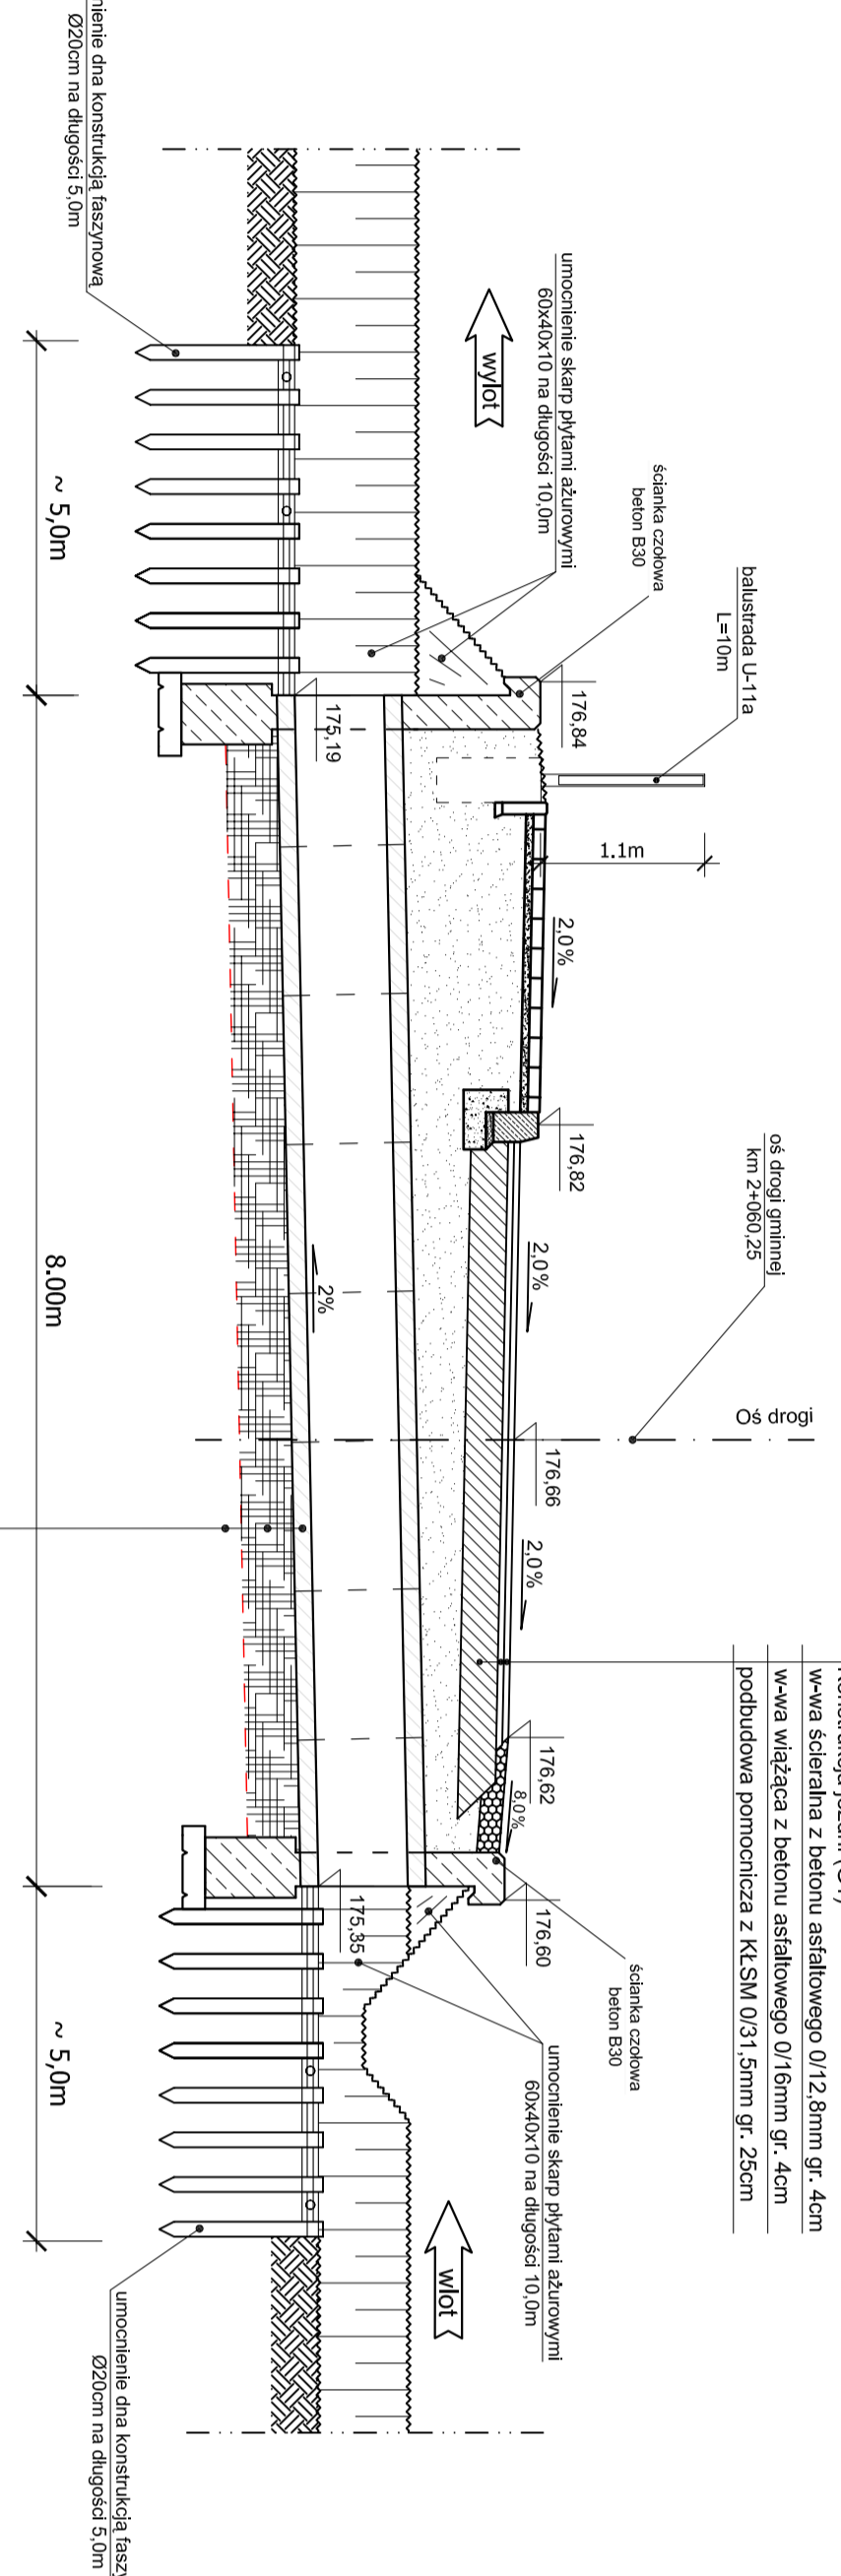 Konstrukcja jezdni
w-wa ścieralna z betonu asfaltowego 0/12,8mm gr. 4cm
w-wa wiążąca z betonu asfaltowego 0/16mm gr. 4cm
podbudowa pomocnicza z KŁSM 0/31,5mm gr. 25cm
balustrada U-11a
L=10m
oś drogi gminnej
km 2+060,25
Oś drogi
ścianka czołowa
beton B30
umocnienie skarp płytami ażurowymi
60x40x10 na długości 10,0m
wylot
176,84
1.1m
2,0%
176,82
2,0%
176,66
2,0%
176,62
8,0%
176,60
ścianka czołowa
beton B30
umocnienie skarp płytami ażurowymi
60x40x10 na długości 10,0m
wlot
175,19
2%
175,35
nienie dna konstrukcją faszynową
Ø20cm na długości 5,0m
umocnienie dna konstrukcją faszy
Ø20cm na długości 5,0m
~ 5,0m
8.00m
~ 5,0m